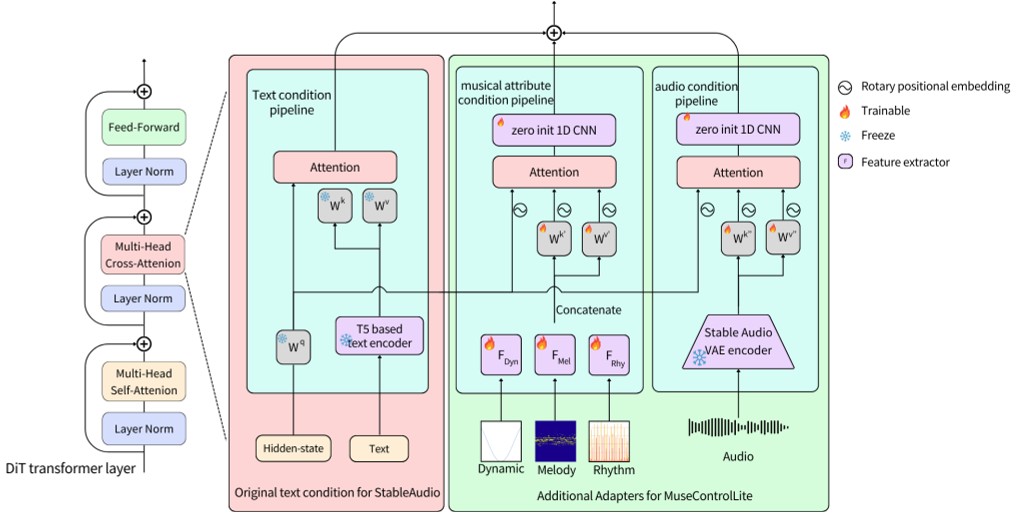 Feed-Forward
Layer Norm
Multi-Head
Cross-Attenion
Layer Norm
Multi-Head
Self-Attenion
Layer Norm
DiT transformer layer
Text condition
pipeline
Attention
W^k
W^v
W^q
T5 based
text encoder
Hidden-state
Text
Original text condition for StableAudio
musical attribute
condition pipeline
zero init 1D CNN
Attention
W^k'
W^v'
Concatenate
F_Dyn
F_Mel
F_Rhy
Dynamic
Melody
Rhythm
audio condition
pipeline
zero init 1D CNN
Attention
W^k''
W^v''
Stable Audio
VAE encoder
Audio
Additional Adapters for MuseControlLite
Rotary positional embedding
Trainable
Freeze
F
Feature extractor